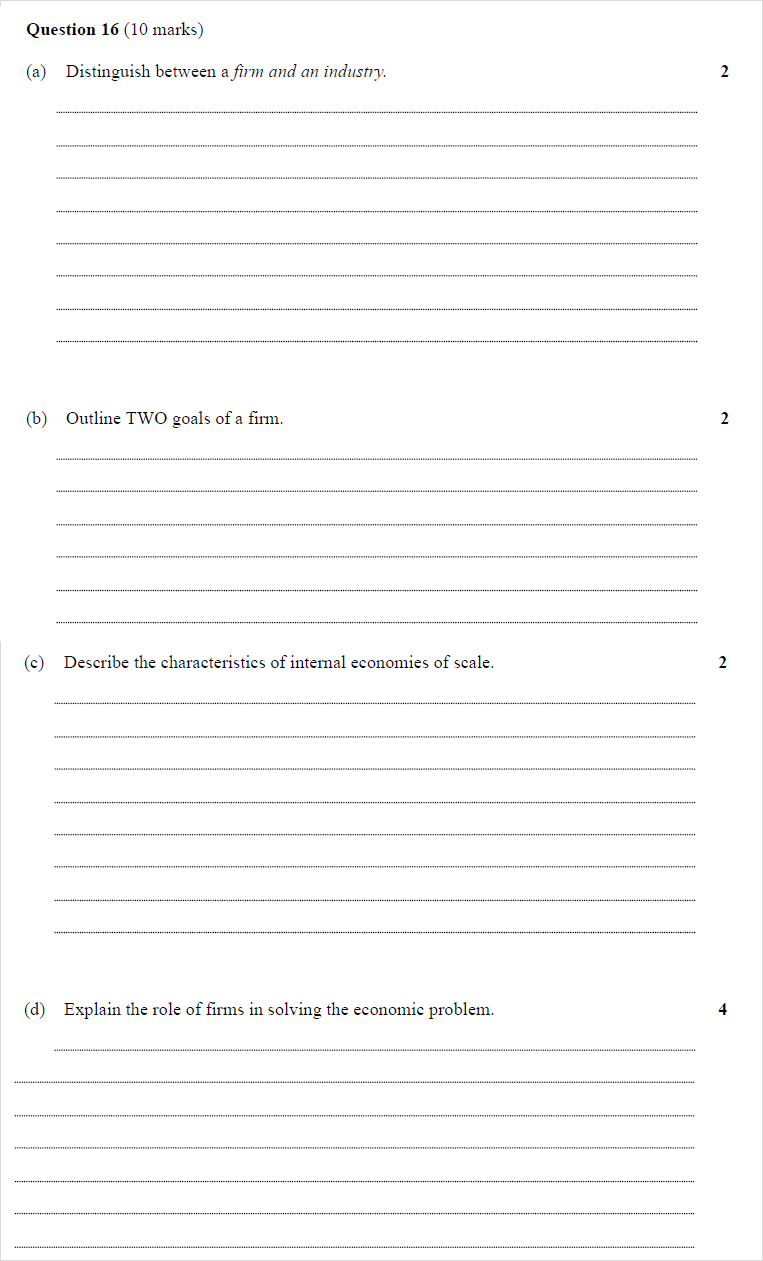 Question 16 (10 marks)
(a) Distinguish between a firm and an industry. 2
(b) Outline TWO goals of a firm. 2
(c) Describe the characteristics of internal economies of scale. 2
(d) Explain the role of firms in solving the economic problem. 4